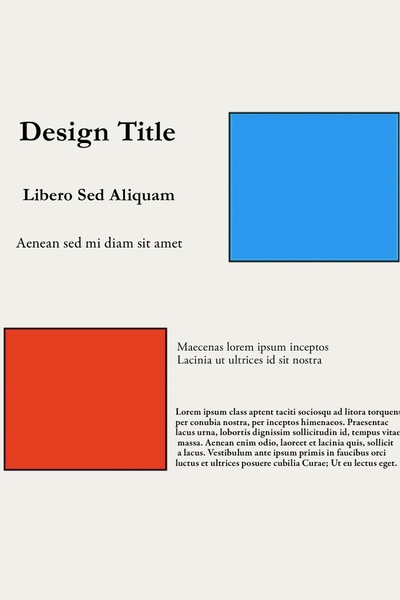 Design Title
Libero Sed Aliquam
Aenean sed mi diam sit amet
Maecenas lorem ipsum inceptos
Lacinia ut ultrices id sit nostra
Lorem ipsum class aptent taciti sociosqu ad litora torquent
per conubia nostra, per inceptos himenaeos. Praesentac
lacus urna, lobortis dignissim sollicitudin id, tempus vitae
massa. Aenean enim odio, laoreet et lacinia quis, sollicit
a lacus. Vestibulum ante ipsum primis in faucibus orci
luctus et ultrices posuere cubilia Curae; Ut eu lectus eget.